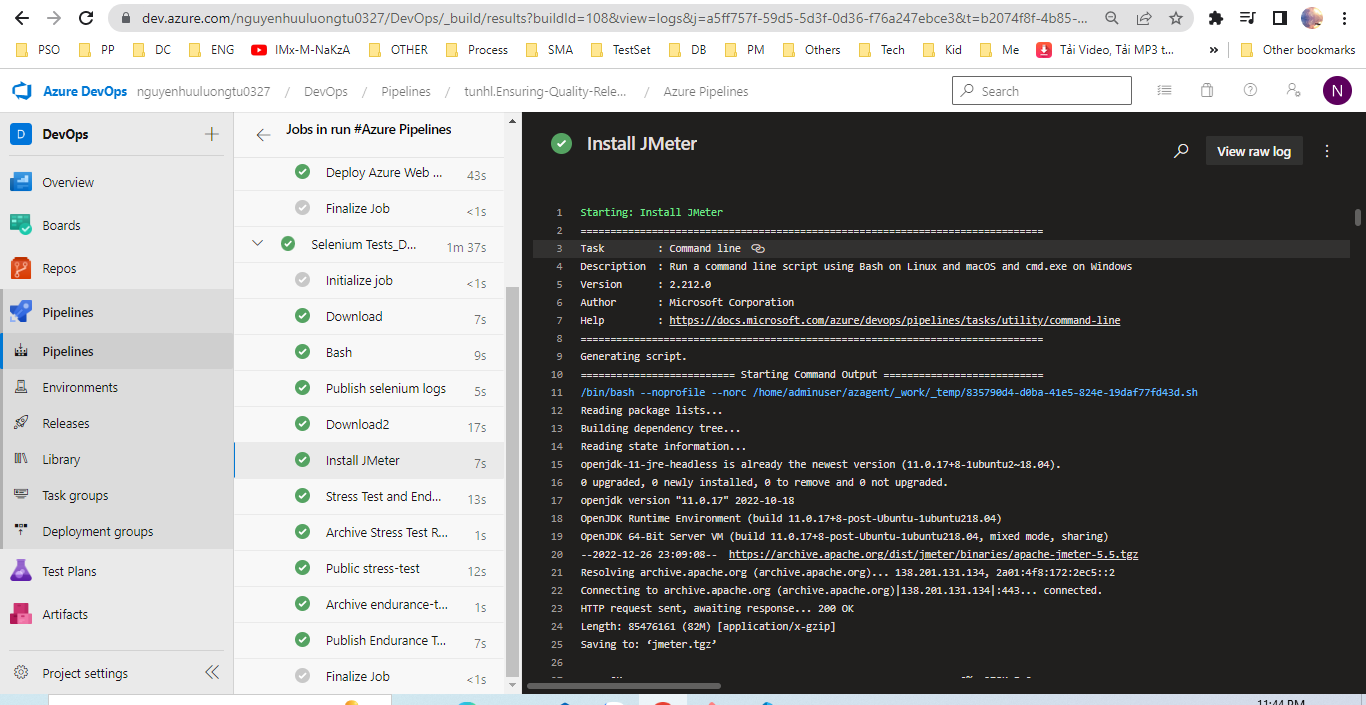 dev.azure.com/nguyenhuuluongtu0327/DevOps/_build/results?buildId=108&view=logs&j=a5ff757f-59d5-5d3f-0d36-f76a247ebce3&t=b2074f8f-4b85-...
PSO PP DC ENG IMx-M-NaKzA OTHER Process SMA TestSet DB PM Others Tech Kid Me Tải Video, Tải MP3 t... » Other bookmarks
Azure DevOps nguyenhuuluongtu0327 / DevOps / Pipelines / tunhl.Ensuring-Quality-Rele... / Azure Pipelines Search N
D DevOps
Overview
Boards
Repos
Pipelines
Pipelines
Environments
Releases
Library
Task groups
Deployment groups
Test Plans
Artifacts
Project settings
Jobs in run #Azure Pipelines
Deploy Azure Web ... 43s
Finalize Job <1s
Selenium Tests_D... 1m 37s
Initialize job <1s
Download 7s
Bash 9s
Publish selenium logs 5s
Download2 17s
Install JMeter 7s
Stress Test and End... 13s
Archive Stress Test R... 1s
Public stress-test 12s
Archive endurance-t... 1s
Publish Endurance T... 7s
Finalize Job <1s
Install JMeter
View raw log
1 Starting: Install JMeter
2 ==============================================================================
3 Task : Command line
4 Description : Run a command line script using Bash on Linux and macOS and cmd.exe on Windows
5 Version : 2.212.0
6 Author : Microsoft Corporation
7 Help : https://docs.microsoft.com/azure/devops/pipelines/tasks/utility/command-line
8 ==============================================================================
9 Generating script.
10 ========================== Starting Command Output ===========================
11 /bin/bash --noprofile --norc /home/adminuser/azagent/_work/_temp/835790d4-d0ba-41e5-824e-19daf77fd43d.sh
12 Reading package lists...
13 Building dependency tree...
14 Reading state information...
15 openjdk-11-jre-headless is already the newest version (11.0.17+8-1ubuntu2~18.04).
16 0 upgraded, 0 newly installed, 0 to remove and 0 not upgraded.
17 openjdk version "11.0.17" 2022-10-18
18 OpenJDK Runtime Environment (build 11.0.17+8-post-Ubuntu-1ubuntu218.04)
19 OpenJDK 64-Bit Server VM (build 11.0.17+8-post-Ubuntu-1ubuntu218.04, mixed mode, sharing)
20 --2022-12-26 23:09:08-- https://archive.apache.org/dist/jmeter/binaries/apache-jmeter-5.5.tgz
21 Resolving archive.apache.org (archive.apache.org)... 138.201.131.134, 2a01:4f8:172:2ec5::2
22 Connecting to archive.apache.org (archive.apache.org)|138.201.131.134|:443... connected.
23 HTTP request sent, awaiting response... 200 OK
24 Length: 85476161 (82M) [application/x-gzip]
25 Saving to: ‘jmeter.tgz’
26
11:44 PM